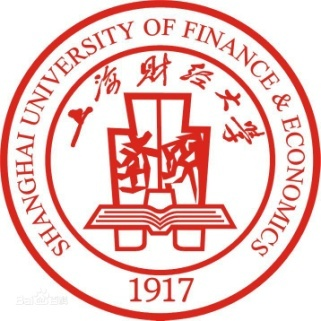 SHANGHAI UNIVERSITY OF FINANCE & ECONOMICS
上海财经大学
1917